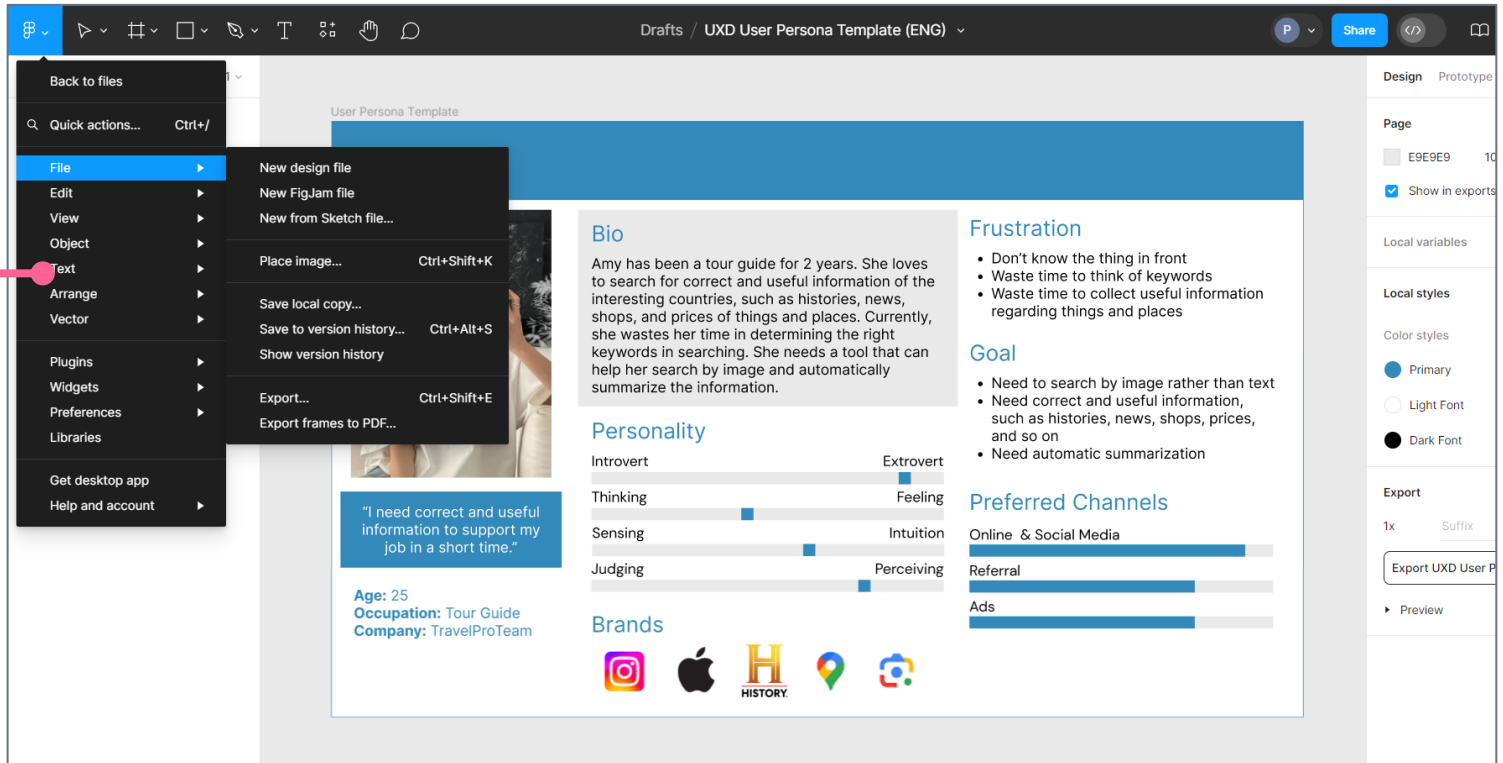 Drafts / UXD User Persona Template (ENG)
P
Share
</>
Back to files
Quick actions... Ctrl+/
File
Edit
View
Object
Text
Arrange
Vector
Plugins
Widgets
Preferences
Libraries
Get desktop app
Help and account
New design file
New FigJam file
New from Sketch file...
Place image... Ctrl+Shift+K
Save local copy...
Save to version history... Ctrl+Alt+S
Show version history
Export... Ctrl+Shift+E
Export frames to PDF...
1
User Persona Template
“I need correct and useful
information to support my
job in a short time.”
Age: 25
Occupation: Tour Guide
Company: TravelProTeam
Bio
Amy has been a tour guide for 2 years. She loves
to search for correct and useful information of the
interesting countries, such as histories, news,
shops, and prices of things and places. Currently,
she wastes her time in determining the right
keywords in searching. She needs a tool that can
help her search by image and automatically
summarize the information.
Personality
Introvert Extrovert
Thinking Feeling
Sensing Intuition
Judging Perceiving
Brands
H
HISTORY.
Frustration
• Don’t know the thing in front
• Waste time to think of keywords
• Waste time to collect useful information
regarding things and places
Goal
• Need to search by image rather than text
• Need correct and useful information,
such as histories, news, shops, prices,
and so on
• Need automatic summarization
Preferred Channels
Online & Social Media
Referral
Ads
Design Prototype
Page
E9E9E9 10
Show in exports
Local variables
Local styles
Color styles
Primary
Light Font
Dark Font
Export
1x Suffix
Export UXD User P
Preview